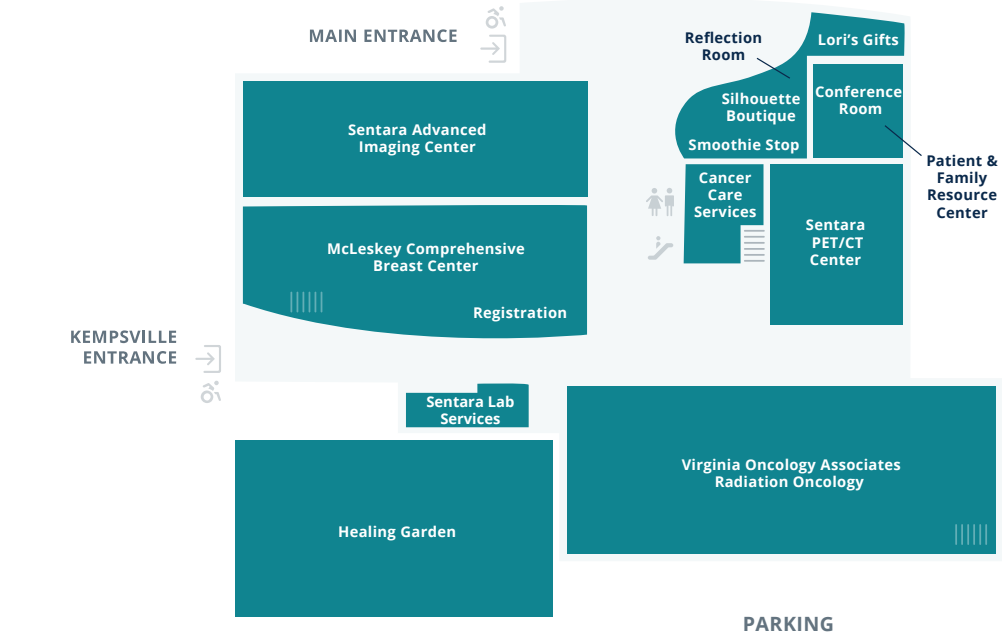 MAIN ENTRANCE
Reflection
Room
Lori's Gifts
Silhouette
Boutique
Smoothie Stop
Conference
Room
Sentara Advanced
Imaging Center
Patient &
Family
Resource
Center
Cancer
Care
Services
Sentara
PET/CT
Center
McLeskey Comprehensive
Breast Center
Registration
KEMPSVILLE
ENTRANCE
Sentara Lab
Services
Virginia Oncology Associates
Radiation Oncology
Healing Garden
PARKING